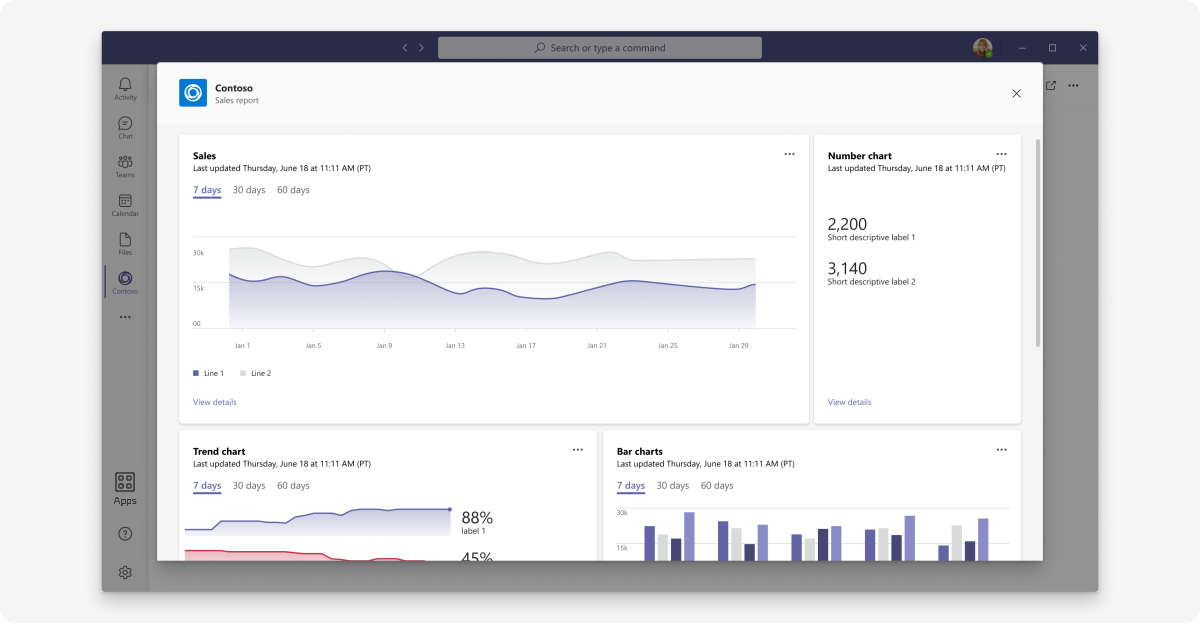 Search or type a command
Activity
Chat
Teams
Calendar
Files
Contoso
Apps
Contoso
Sales report
Sales
Last updated Thursday, June 18 at 11:11 AM (PT)
7 days 30 days 60 days
30k
15k
00
Jan 1 Jan 5 Jan 9 Jan 13 Jan 17 Jan 21 Jan 25 Jan 29
Line 1 Line 2
View details
Number chart
Last updated Thursday, June 18 at 11:11 AM (PT)
2,200
Short descriptive label 1
3,140
Short descriptive label 2
View details
Trend chart
Last updated Thursday, June 18 at 11:11 AM (PT)
7 days 30 days 60 days
88%
label 1
45%
Bar charts
Last updated Thursday, June 18 at 11:11 AM (PT)
7 days 30 days 60 days
30k
15k